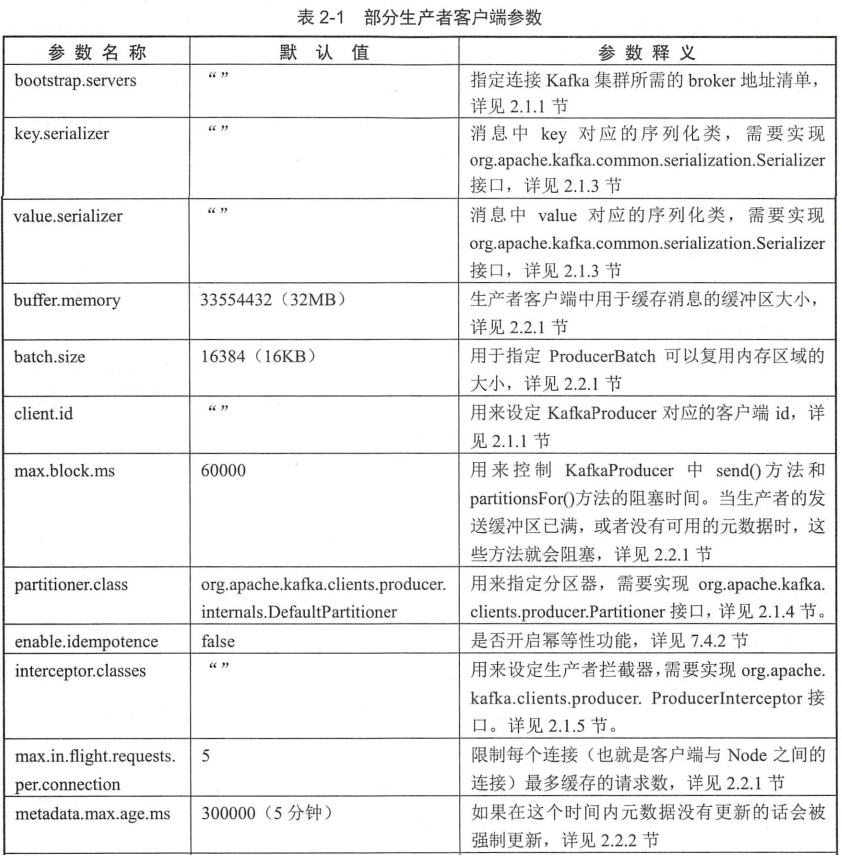 表 2-1 部分生产者客户端参数
参 数 名 称 默 认 值 参 数 释 义
bootstrap.servers “ ” 指定连接 Kafka 集群所需的 broker 地址清单，
详见 2.1.1 节
key.serializer “ ” 消息中 key 对应的序列化类，需要实现
org.apache.kafka.common.serialization.Serializer
接口，详见 2.1.3 节
value.serializer “ ” 消息中 value 对应的序列化类，需要实现
org.apache.kafka.common.serialization.Serializer
接口，详见 2.1.3 节
buffer.memory 33554432（32MB） 生产者客户端中用于缓存消息的缓冲区大小，
详见 2.2.1 节
batch.size 16384（16KB） 用于指定 ProducerBatch 可以复用内存区域的
大小，详见 2.2.1 节
client.id “ ” 用来设定 KafkaProducer 对应的客户端 id，详
见 2.1.1 节
max.block.ms 60000 用来控制 KafkaProducer 中 send()方法和
partitionsFor()方法的阻塞时间。当生产者的发
送缓冲区已满，或者没有可用的元数据时，这
些方法就会阻塞，详见 2.2.1 节
partitioner.class org.apache.kafka.clients.producer. 用来指定分区器，需要实现 org.apache.kafka.
internals.DefaultPartitioner clients.producer.Partitioner 接口，详见 2.1.4 节。
enable.idempotence false 是否开启幂等性功能，详见 7.4.2 节
interceptor.classes “ ” 用来设定生产者拦截器，需要实现 org.apache.
kafka.clients.producer. ProducerInterceptor 接
口。详见 2.1.5 节。
max.in.flight.requests. 5 限制每个连接（也就是客户端与 Node 之间的
per.connection 连接）最多缓存的请求数，详见 2.2.1 节
metadata.max.age.ms 300000（5 分钟） 如果在这个时间内元数据没有更新的话会被
强制更新，详见 2.2.2 节